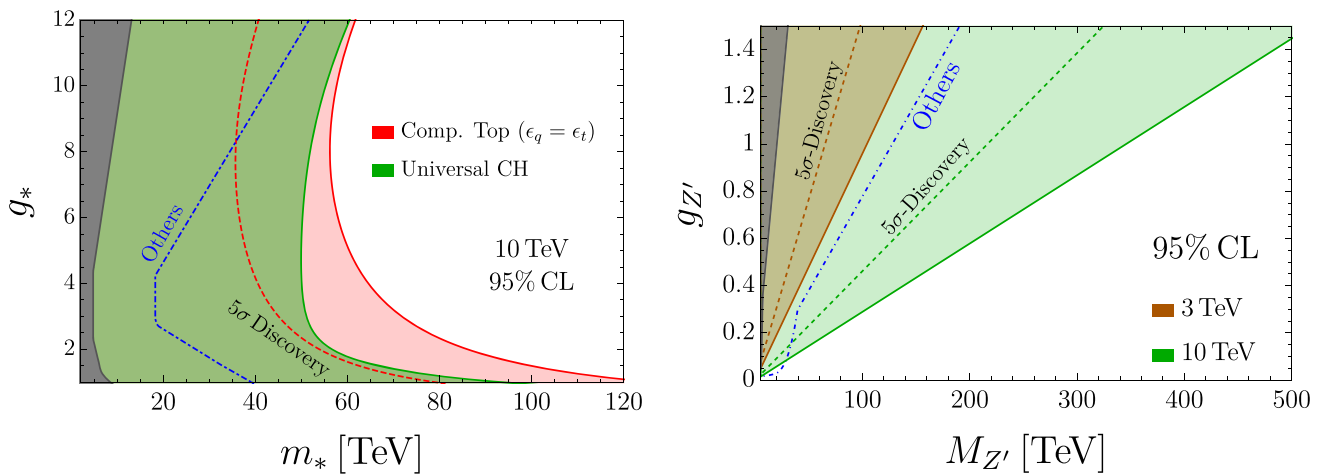 12
10
8
6
4
2
g*
Others
5σ Discovery
Comp. Top (ϵq = ϵt)
Universal CH
10 TeV
95% CL
20
40
60
80
100
120
m* [TeV]
1.4
1.2
1
0.8
0.6
0.4
0.2
0
gZ′
5σ-Discovery
Others
5σ-Discovery
95% CL
3 TeV
10 TeV
100
200
300
400
500
MZ′ [TeV]